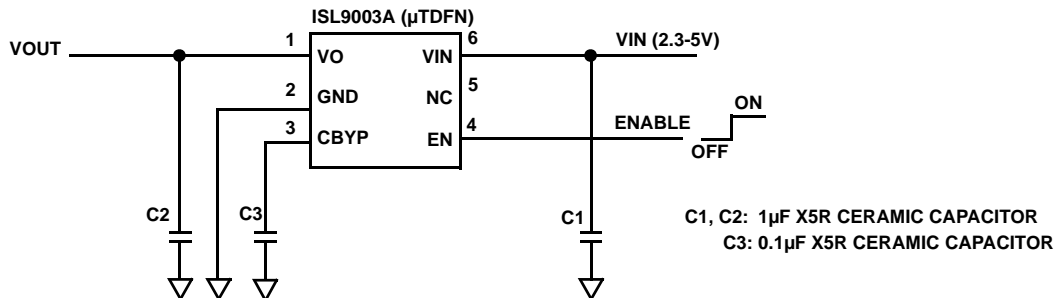 ISL9003A (µTDFN)
VOUT
1
VO
VIN
6
VIN (2.3-5V)
2
GND
NC
5
3
CBYP
EN
4
ENABLE
ON
OFF
C2
C3
C1
C1, C2: 1µF X5R CERAMIC CAPACITOR
C3: 0.1µF X5R CERAMIC CAPACITOR